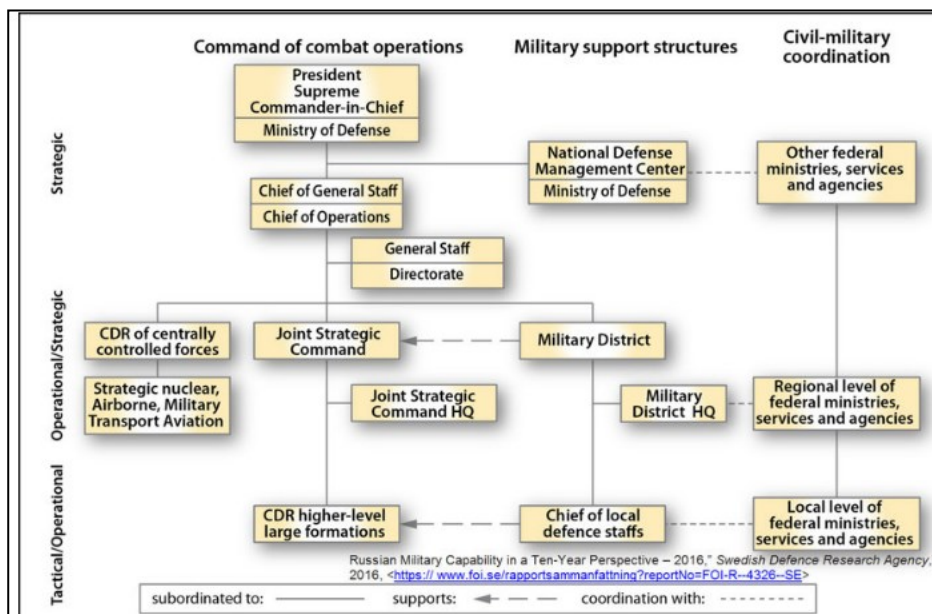 Command of combat operations
Military support structures
Civil-military
coordination
Strategic
President
Supreme
Commander-in-Chief
Ministry of Defense
National Defense
Management Center
Ministry of Defense
Other federal
ministries, services
and agencies
Chief of General Staff
Chief of Operations
General Staff
Directorate
Operational/Strategic
CDR of centrally
controlled forces
Joint Strategic
Command
Military District
Strategic nuclear,
Airborne, Military
Transport Aviation
Joint Strategic
Command HQ
Military
District HQ
Regional level of
federal ministries,
services and agencies
Tactical/Operational
CDR higher-level
large formations
Chief of local
defence staffs
Local level of
federal ministries,
services and agencies
Russian Military Capability in a Ten-Year Perspective – 2016," Swedish Defence Research Agency,
2016, <https:// www.foi.se/rapportsammanfattning?reportNo=FOI-R--4326--SE>
subordinated to: supports: coordination with: